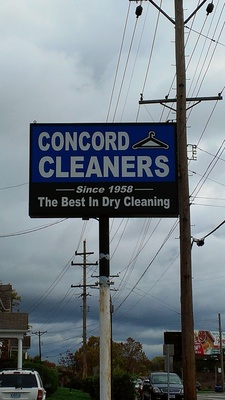 CONCORD
CLEANERS
Since 1958
The Best In Dry Cleaning